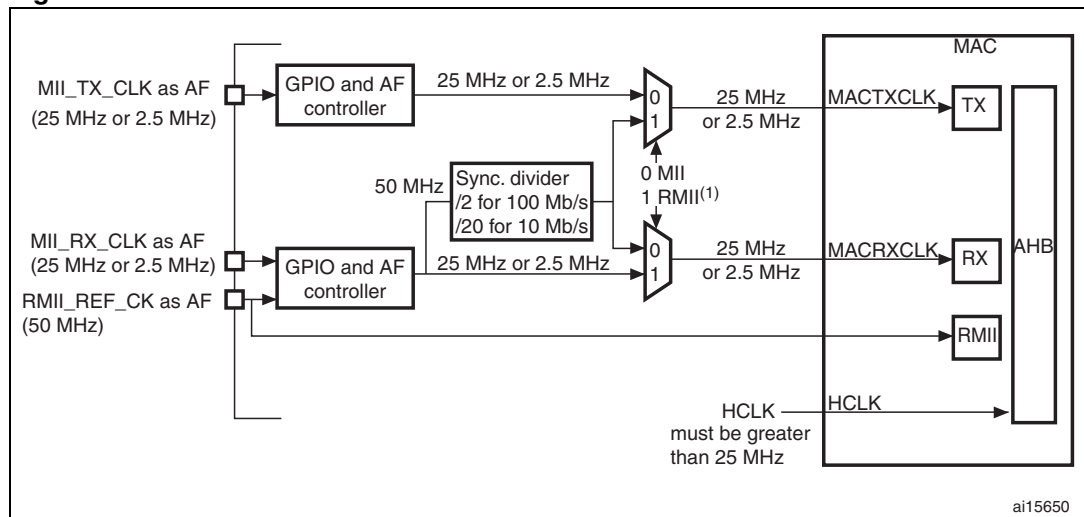 MAC
MII_TX_CLK as AF
(25 MHz or 2.5 MHz)
GPIO and AF
controller
25 MHz or 2.5 MHz
0
1
25 MHz
or 2.5 MHz
MACTXCLK
TX
50 MHz
Sync. divider
/2 for 100 Mb/s
/20 for 10 Mb/s
0 MII
1 RMII(1)
MII_RX_CLK as AF
(25 MHz or 2.5 MHz)
RMII_REF_CK as AF
(50 MHz)
GPIO and AF
controller
25 MHz or 2.5 MHz
0
1
25 MHz
or 2.5 MHz
MACRXCLK
RX
AHB
RMII
HCLK
must be greater
than 25 MHz
HCLK
ai15650